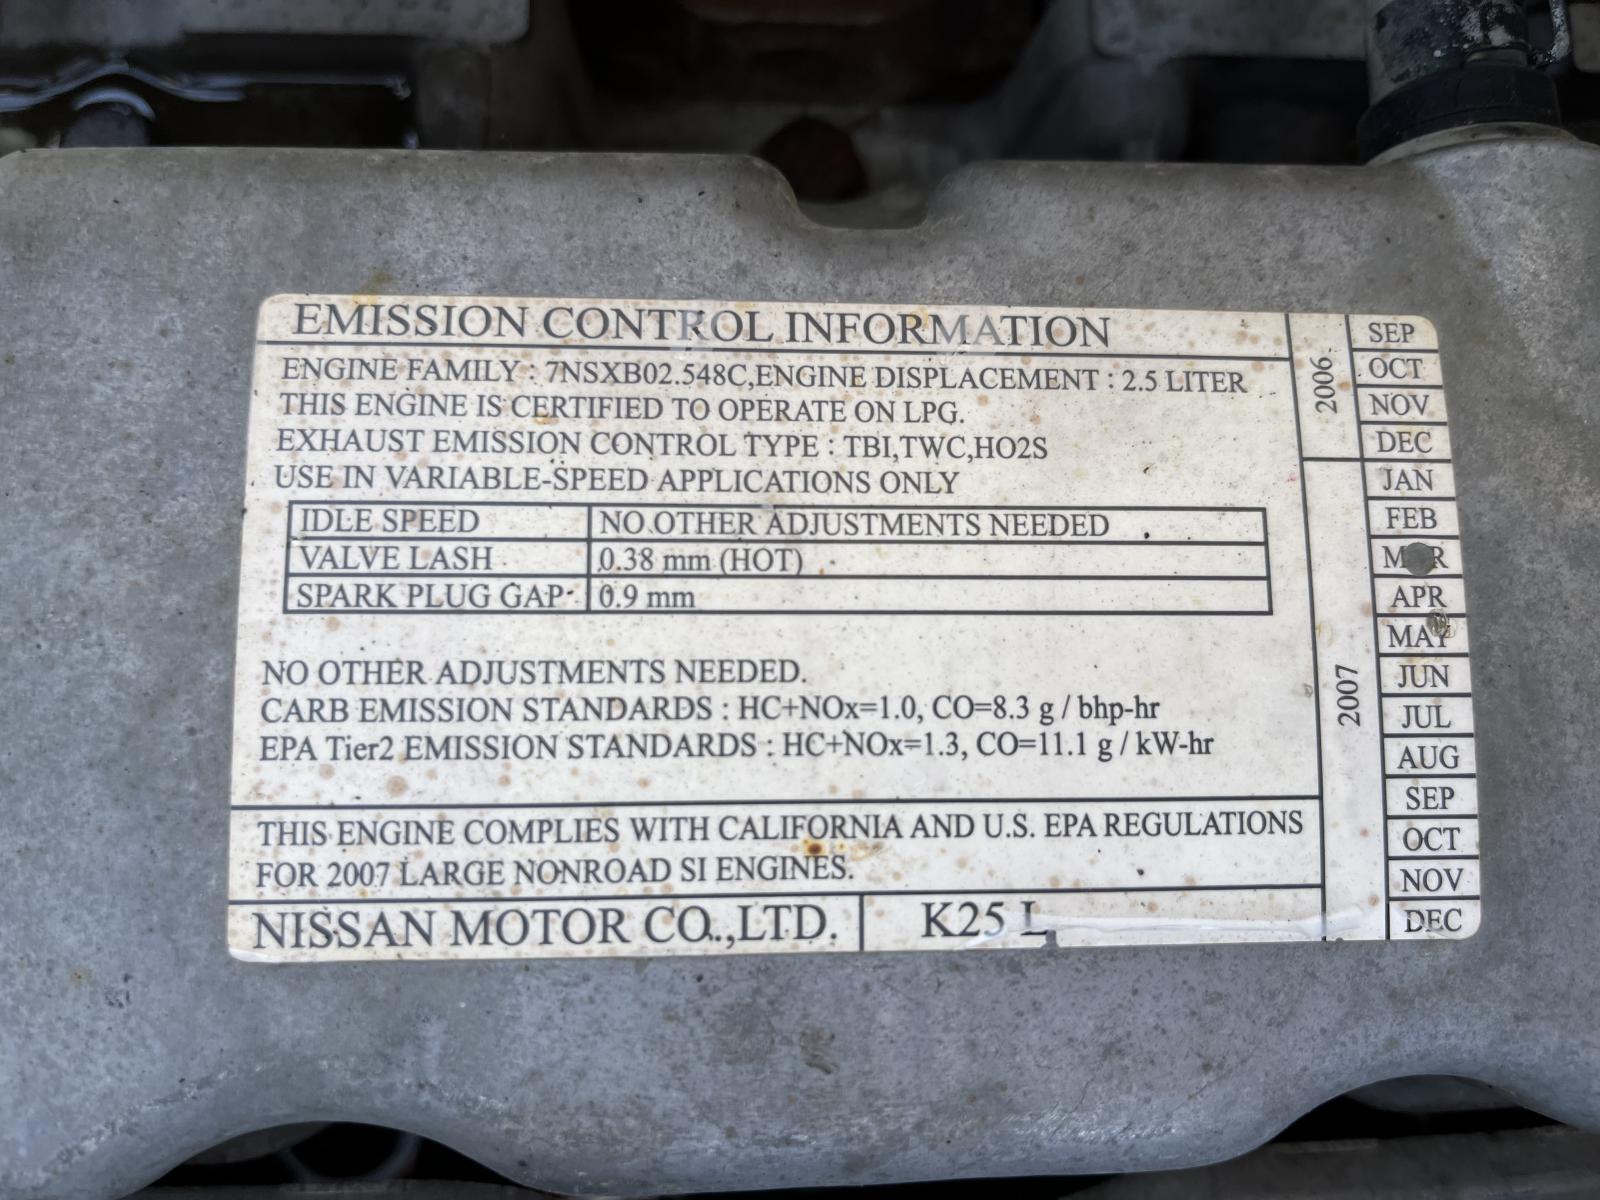 EMISSION CONTROL INFORMATION
ENGINE FAMILY : 7NSXB02.548C,ENGINE DISPLACEMENT : 2.5 LITER
THIS ENGINE IS CERTIFIED TO OPERATE ON LPG.
EXHAUST EMISSION CONTROL TYPE : TBI,TWC,HO2S
USE IN VARIABLE-SPEED APPLICATIONS ONLY
IDLE SPEED NO OTHER ADJUSTMENTS NEEDED
VALVE LASH 0.38 mm (HOT)
SPARK PLUG GAP 0.9 mm
NO OTHER ADJUSTMENTS NEEDED.
CARB EMISSION STANDARDS : HC+NOx=1.0, CO=8.3 g / bhp-hr
EPA Tier2 EMISSION STANDARDS : HC+NOx=1.3, CO=11.1 g / kW-hr
THIS ENGINE COMPLIES WITH CALIFORNIA AND U.S. EPA REGULATIONS
FOR 2007 LARGE NONROAD SI ENGINES.
NISSAN MOTOR CO.,LTD. K25 L
2006
SEP
OCT
NOV
DEC
2007
JAN
FEB
MAR
APR
MAY
JUN
JUL
AUG
SEP
OCT
NOV
DEC